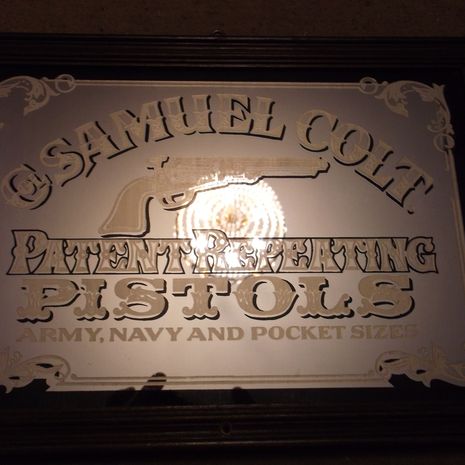 SAMUEL COLT
PATENT REPEATING
PISTOLS
ARMY, NAVY AND POCKET SIZES